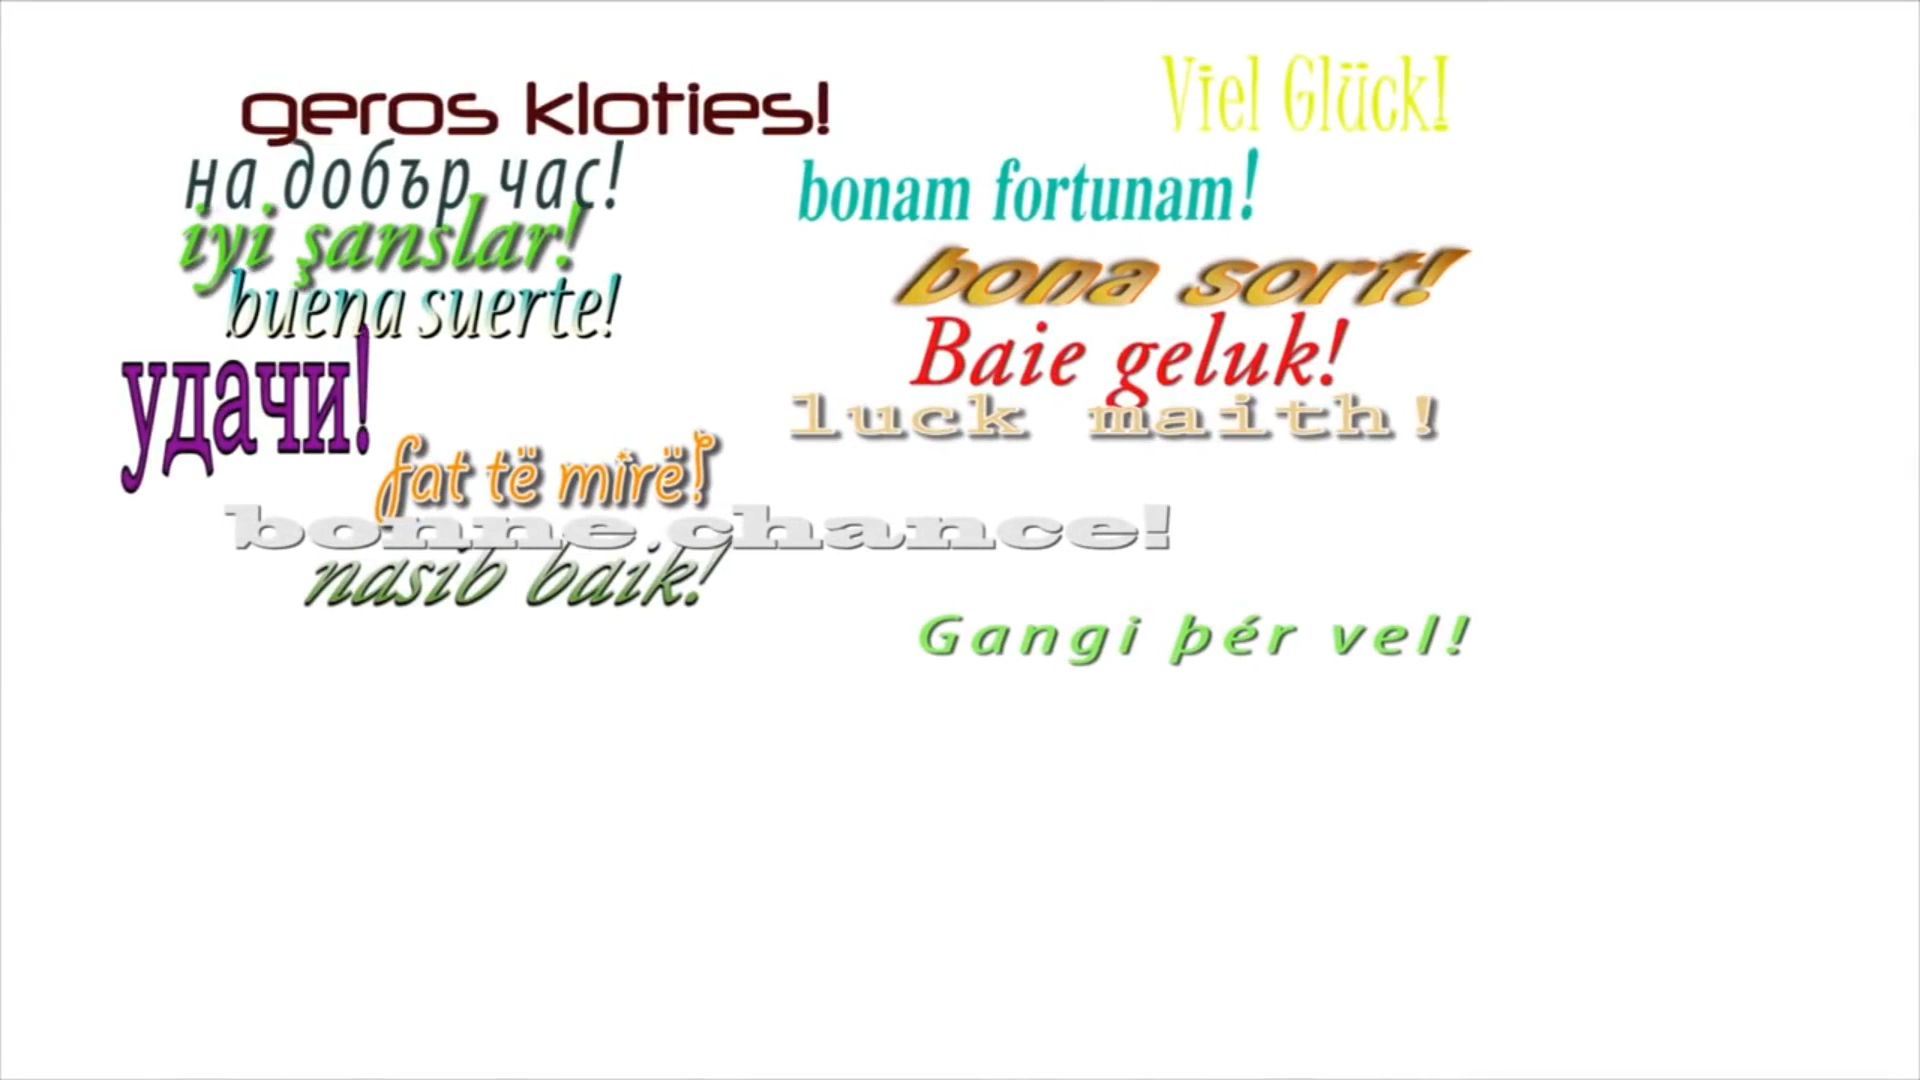 geros kloties!
на добър час!
iyi şanslar!
buena suerte!
удачи!
fat të mirë!
bonne chance!
nasib baik!
Viel Glück!
bonam fortunam!
bona sort!
Baie geluk!
luck maith!
Gangi þér vel!